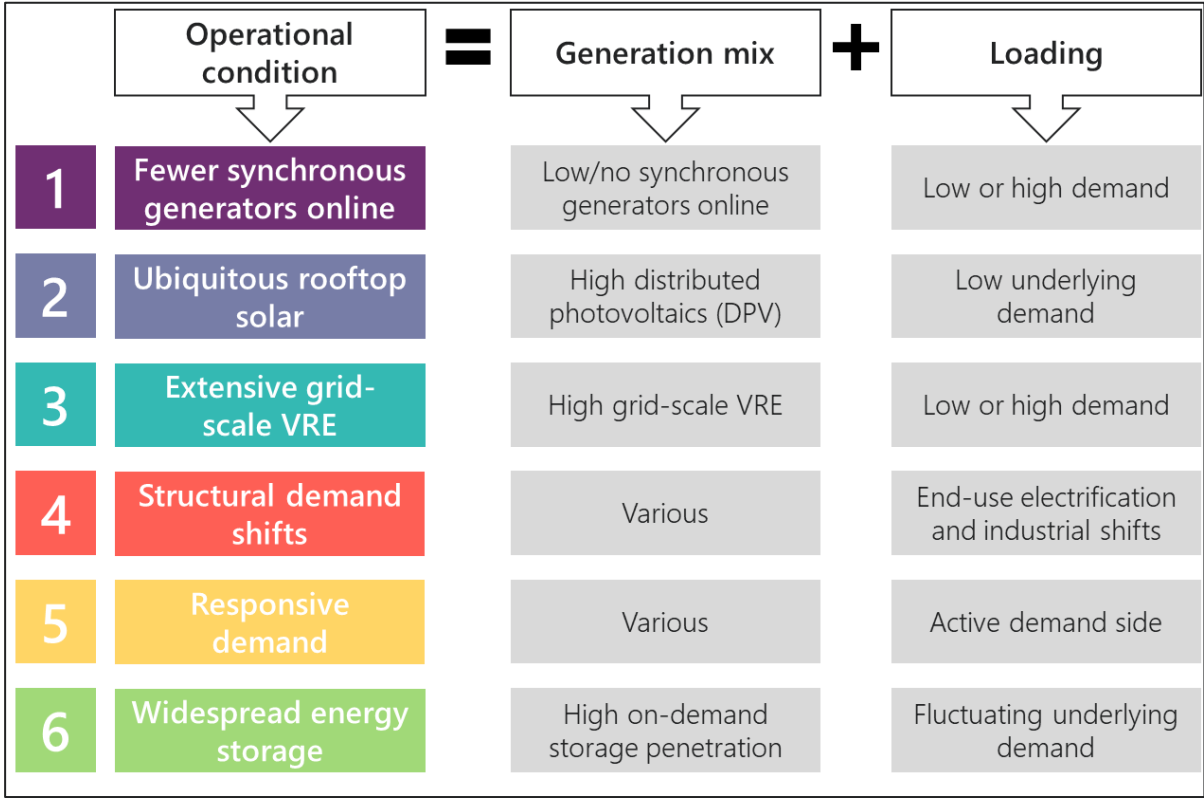 Operational
condition
=
Generation mix
+
Loading
1
Fewer synchronous
generators online
Low/no synchronous
generators online
Low or high demand
2
Ubiquitous rooftop
solar
High distributed
photovoltaics (DPV)
Low underlying
demand
3
Extensive grid-
scale VRE
High grid-scale VRE
Low or high demand
4
Structural demand
shifts
Various
End-use electrification
and industrial shifts
5
Responsive
demand
Various
Active demand side
6
Widespread energy
storage
High on-demand
storage penetration
Fluctuating underlying
demand